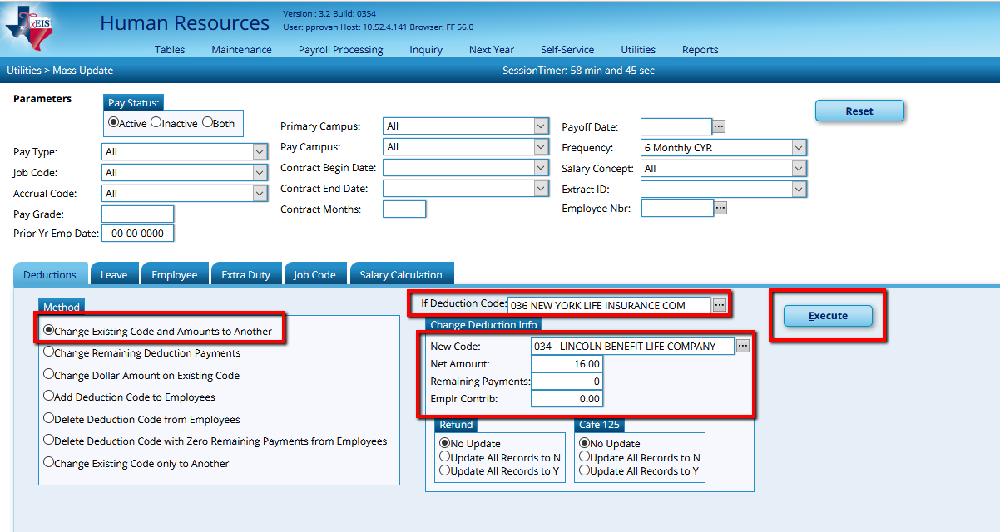 TxEIS
Human Resources
Version : 3.2 Build: 0354
User: pprovan Host: 10.52.4.141 Browser: FF 56.0
Tables Maintenance Payroll Processing Inquiry Next Year Self-Service Utilities Reports
Utilities > Mass Update SessionTimer: 58 min and 45 sec
Parameters
Pay Status:
Active Inactive Both
Reset
Primary Campus: All
Payoff Date: ...
Pay Type: All
Pay Campus: All
Frequency: 6 Monthly CYR
Job Code: All
Contract Begin Date:
Salary Concept: All
Accrual Code: All
Contract End Date:
Extract ID:
Pay Grade:
Contract Months:
Employee Nbr: ...
Prior Yr Emp Date: 00-00-0000
Deductions Leave Employee Extra Duty Job Code Salary Calculation
Method
Change Existing Code and Amounts to Another
Change Remaining Deduction Payments
Change Dollar Amount on Existing Code
Add Deduction Code to Employees
Delete Deduction Code from Employees
Delete Deduction Code with Zero Remaining Payments from Employees
Change Existing Code only to Another
If Deduction Code: 036 NEW YORK LIFE INSURANCE COM ...
Change Deduction Info
New Code: 034 - LINCOLN BENEFIT LIFE COMPANY ...
Net Amount: 16.00
Remaining Payments: 0
Emplr Contrib: 0.00
Refund
No Update
Update All Records to N
Update All Records to Y
Cafe 125
No Update
Update All Records to N
Update All Records to Y
Execute